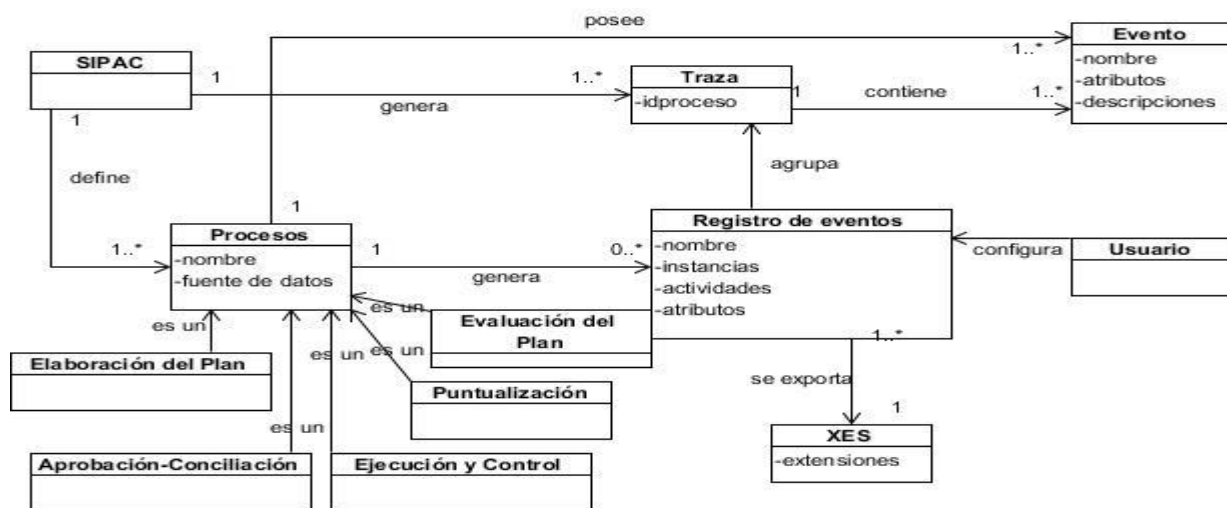 posee
Evento
1..*
-nombre
-atributos
-descripciones
SIPAC
1
1..*
genera
Traza
-idproceso
1
contiene
1..*
1
define
agrupa
1..*
1
Procesos
-nombre
-fuente de datos
1
genera
0..*
Registro de eventos
-nombre
-instancias
-actividades
-atributos
configura
Usuario
es un
es un
es un
es un
Evaluación del
Plan
1..*
Elaboración del Plan
Puntualización
se exporta
1
es un
XES
-extensiones
Aprobación-Conciliación
Ejecución y Control